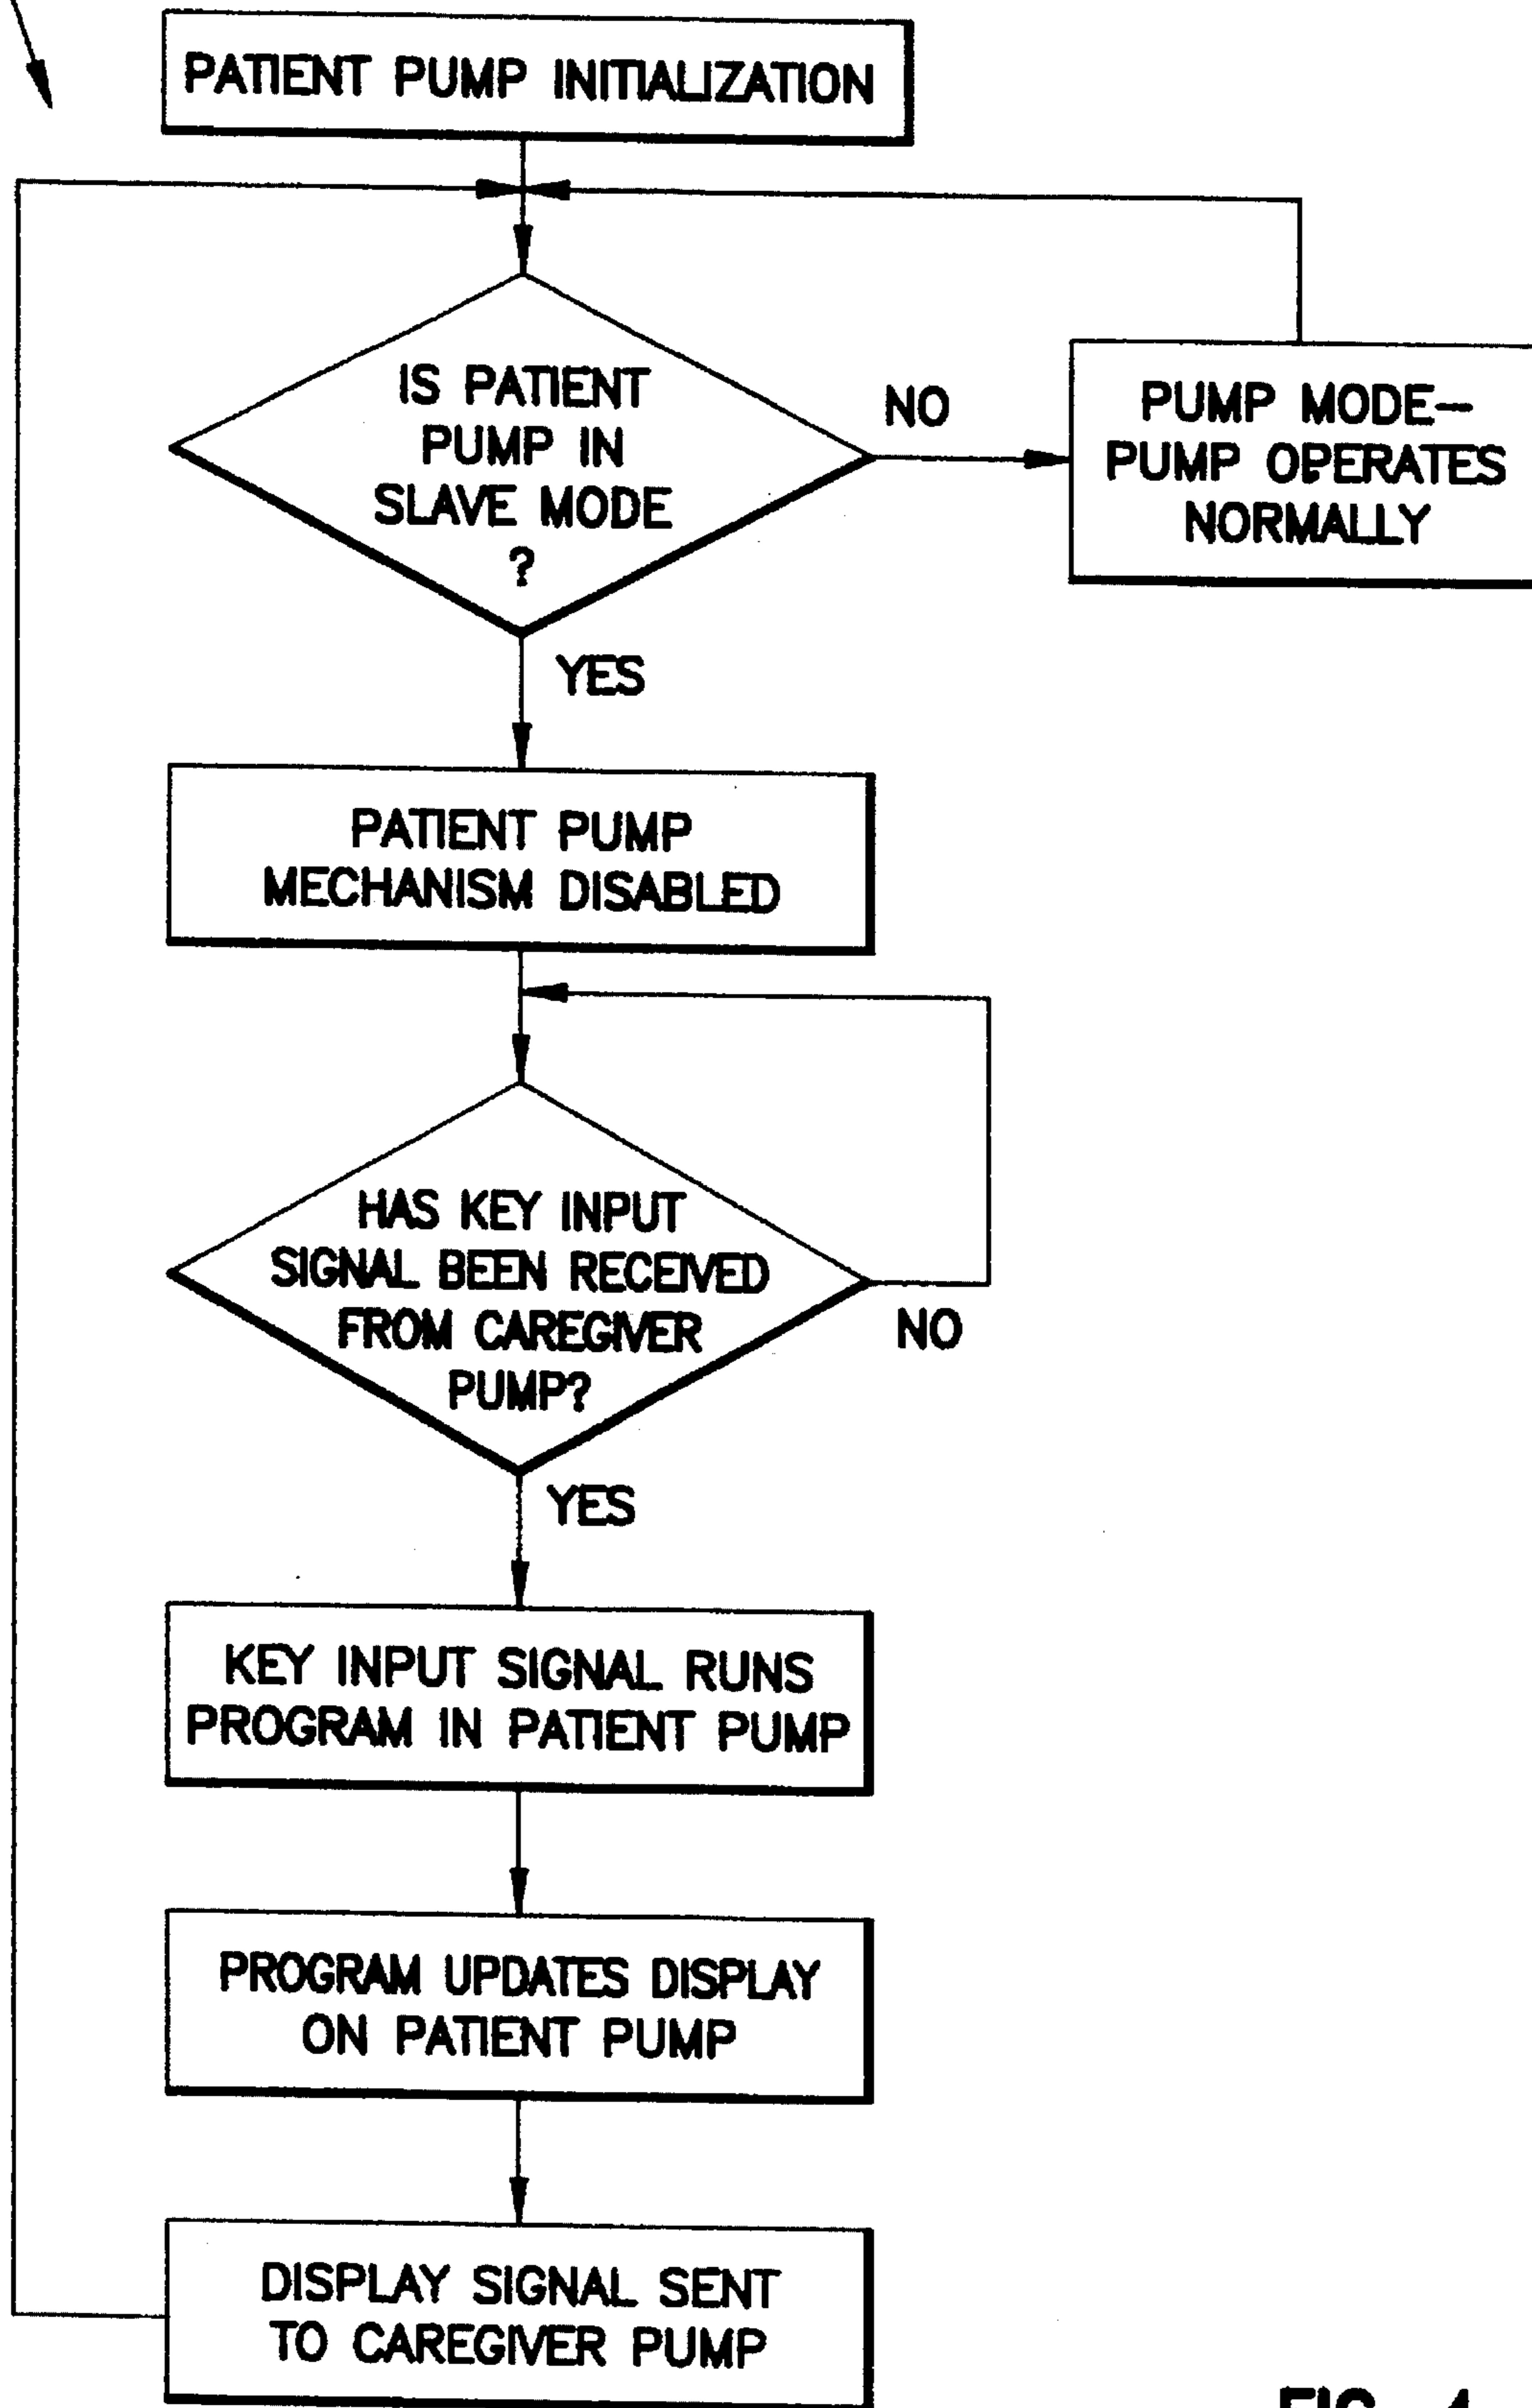 PATIENT PUMP INITIALIZATION
IS PATIENT
PUMP IN
SLAVE MODE
?
NO
PUMP MODE—
PUMP OPERATES
NORMALLY
YES
PATIENT PUMP
MECHANISM DISABLED
HAS KEY INPUT
SIGNAL BEEN RECEIVED
FROM CAREGIVER
PUMP?
NO
YES
KEY INPUT SIGNAL RUNS
PROGRAM IN PATIENT PUMP
PROGRAM UPDATES DISPLAY
ON PATIENT PUMP
DISPLAY SIGNAL SENT
TO CAREGIVER PUMP
FIG.